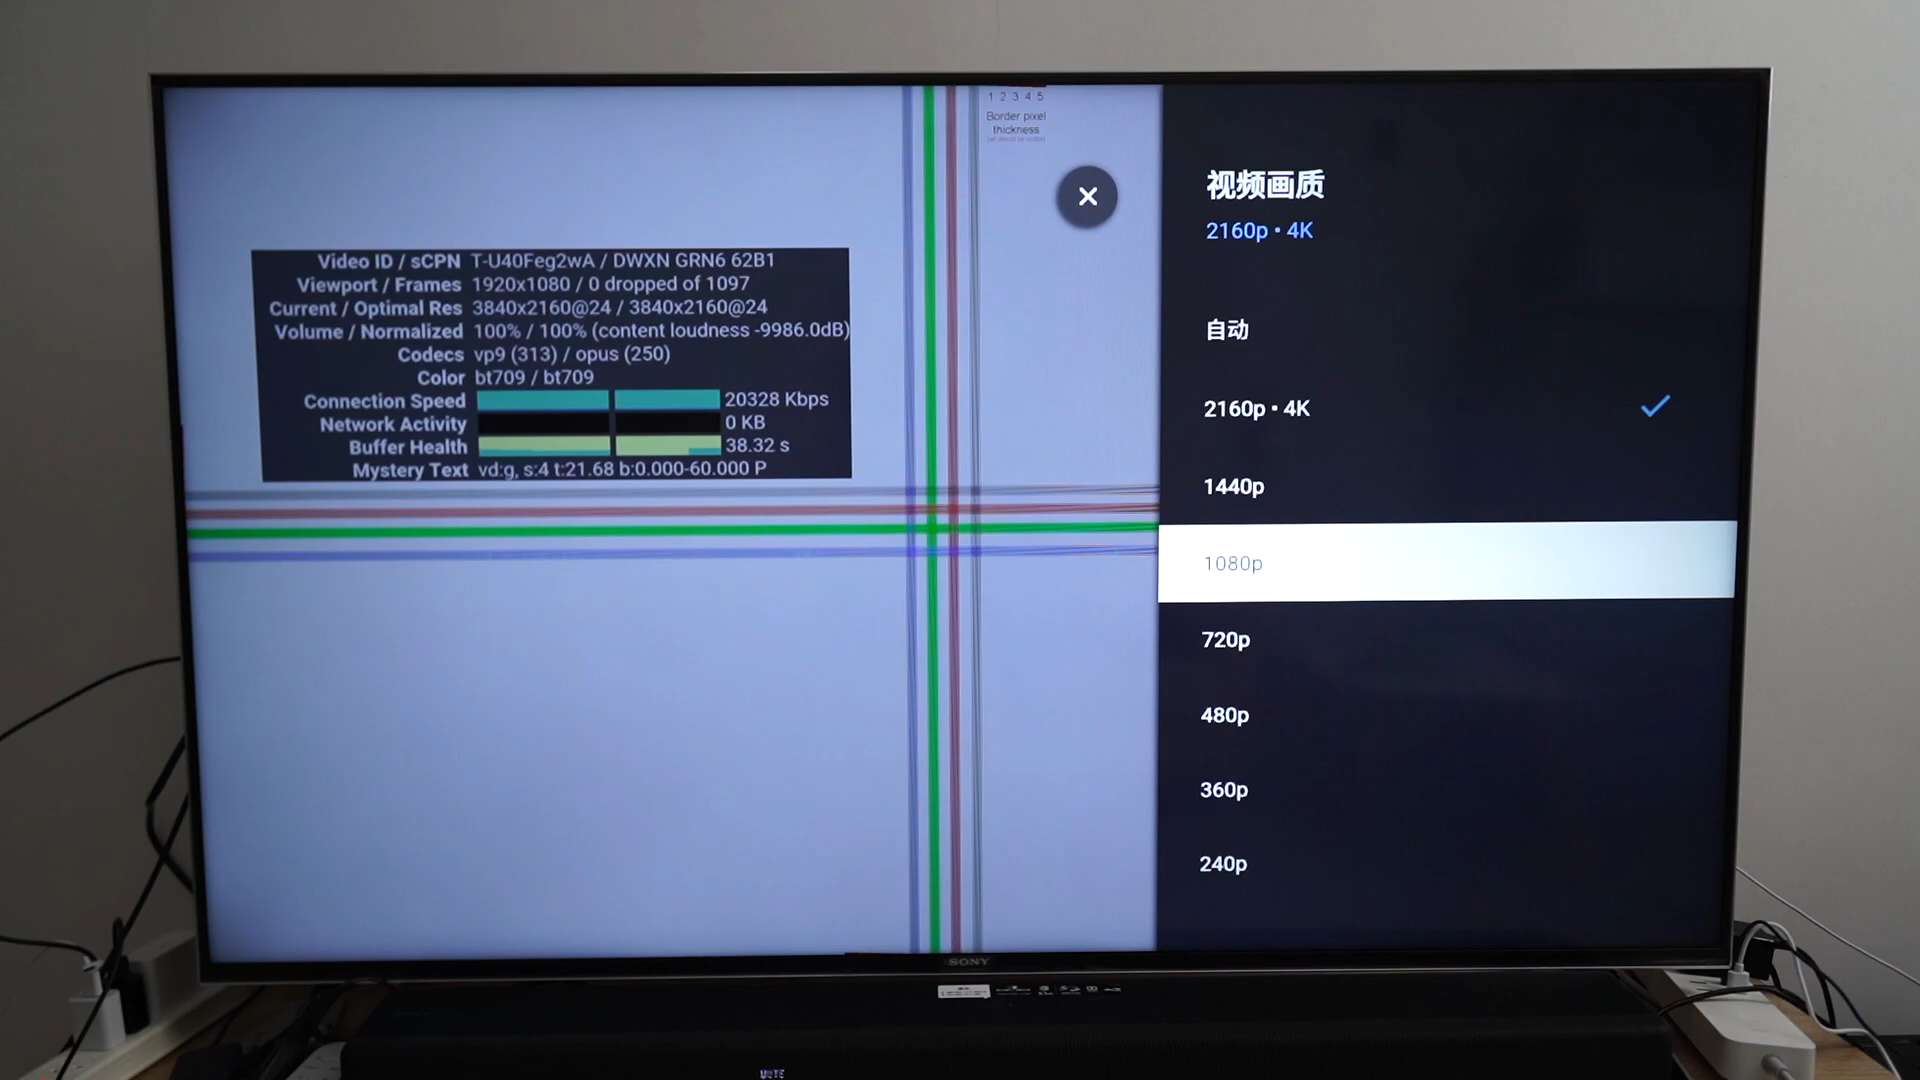 1 2 3 4 5
Border pixel
thickness
Video ID / sCPN T-U40Feg2wA / DWXN GRN6 62B1
Viewport / Frames 1920x1080 / 0 dropped of 1097
Current / Optimal Res 3840x2160@24 / 3840x2160@24
Volume / Normalized 100% / 100% (content loudness -9986.0dB)
Codecs vp9 (313) / opus (250)
Color bt709 / bt709
Connection Speed 20328 Kbps
Network Activity 0 KB
Buffer Health 38.32 s
Mystery Text vd:g, s:4 t:21.68 b:0.000-60.000 P
视频画质
2160p • 4K
自动
2160p • 4K
1440p
1080p
720p
480p
360p
240p
SONY
MUTE